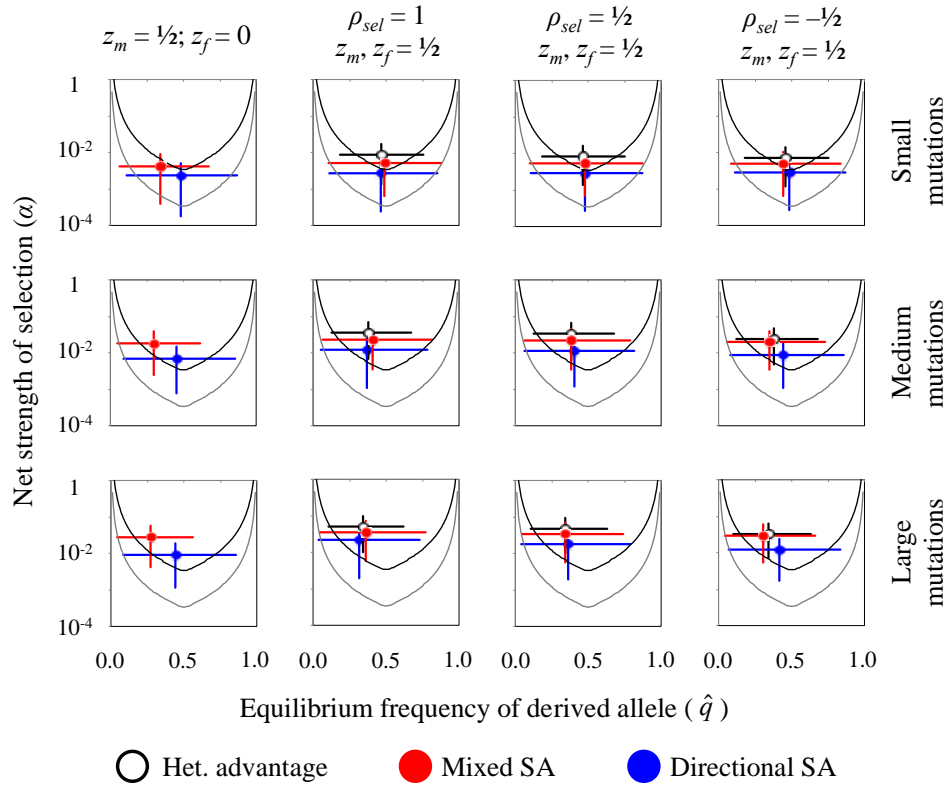 z_m = ½; z_f = 0
ρ_sel = 1
z_m, z_f = ½
ρ_sel = ½
z_m, z_f = ½
ρ_sel = –½
z_m, z_f = ½
1
10⁻²
10⁻⁴
Small
mutations
1
10⁻²
10⁻⁴
Medium
mutations
1
10⁻²
10⁻⁴
Large
mutations
Net strength of selection (α)
0.0 0.5 1.0
0.0 0.5 1.0
0.0 0.5 1.0
0.0 0.5 1.0
Equilibrium frequency of derived allele ( q̂ )
Het. advantage
Mixed SA
Directional SA